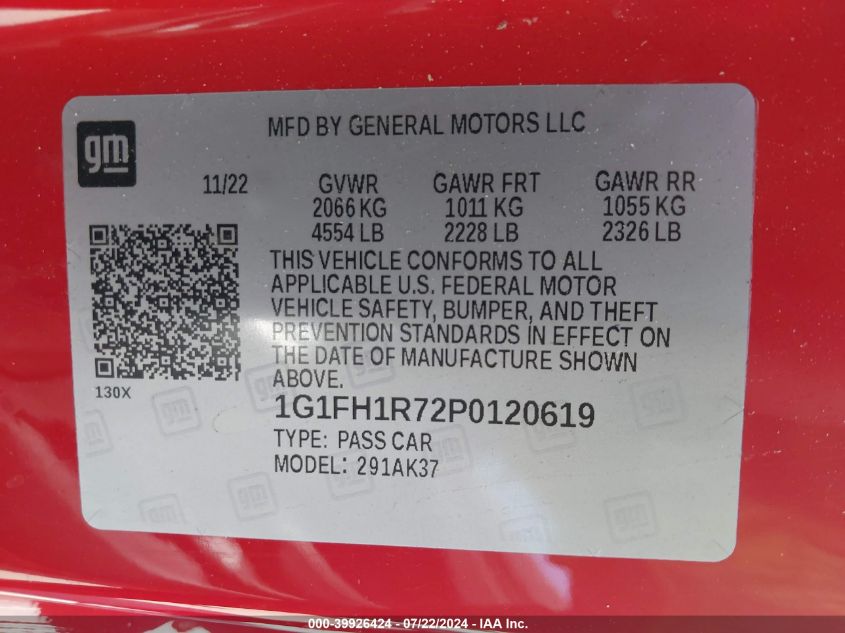 gm
MFD BY GENERAL MOTORS LLC
11/22 GVWR GAWR FRT GAWR RR
2066 KG 1011 KG 1055 KG
4554 LB 2228 LB 2326 LB
THIS VEHICLE CONFORMS TO ALL
APPLICABLE U.S. FEDERAL MOTOR
VEHICLE SAFETY, BUMPER, AND THEFT
PREVENTION STANDARDS IN EFFECT ON
THE DATE OF MANUFACTURE SHOWN
ABOVE.
130X
1G1FH1R72P0120619
TYPE: PASS CAR
MODEL: 291AK37
000-39926424 - 07/22/2024 - IAA Inc.